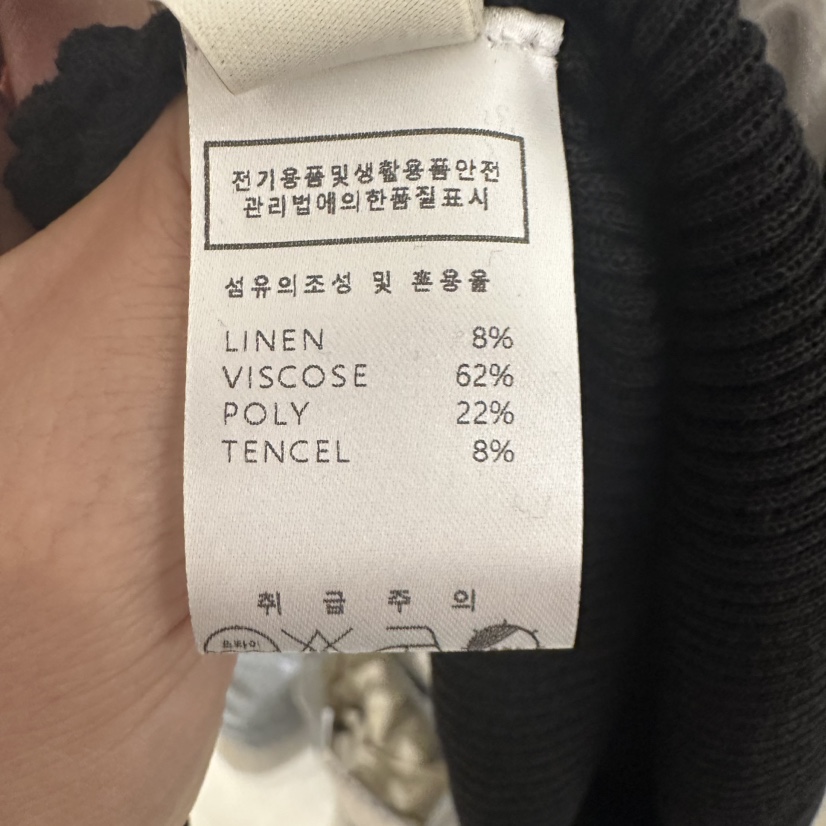 전기용품및생활용품안전
관리법에의한품질표시
섬유의조성 및 혼용율
LINEN 8%
VISCOSE 62%
POLY 22%
TENCEL 8%
취 급 주 의